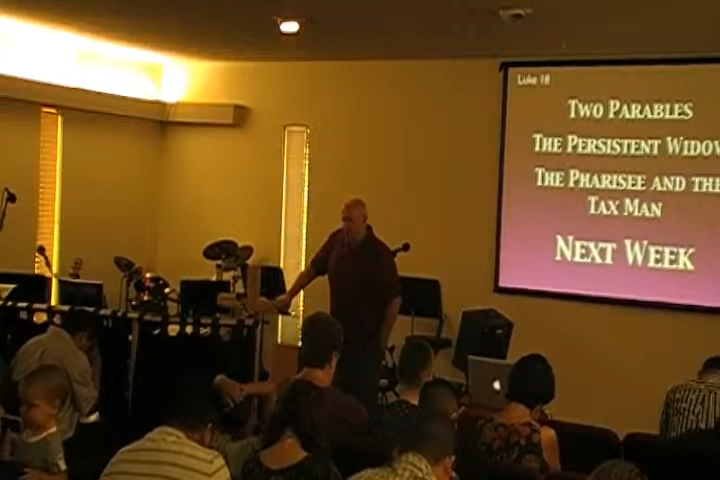 Luke 18
TWO PARABLES
THE PERSISTENT WIDOW
THE PHARISEE AND THE
TAX MAN
NEXT WEEK